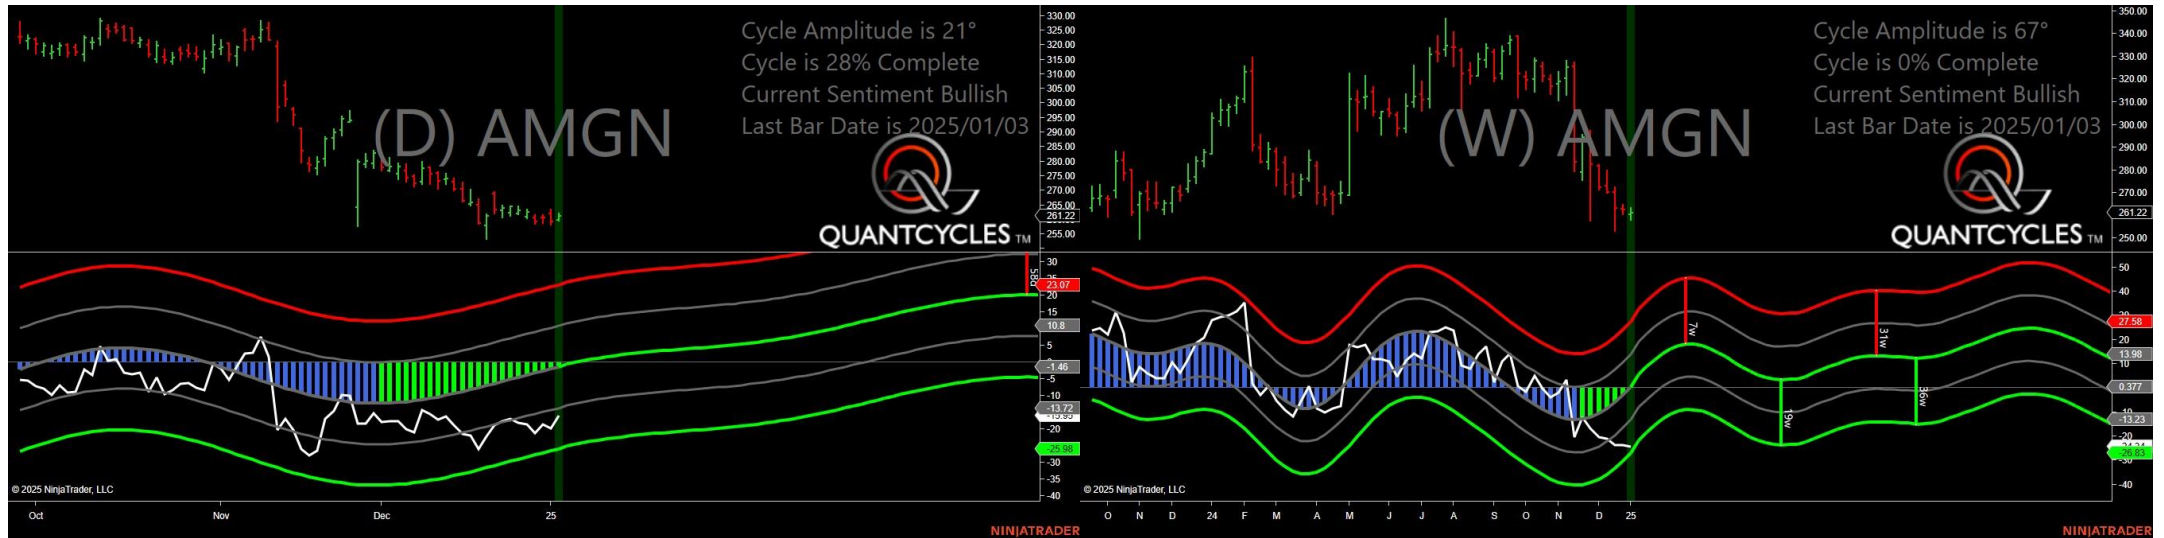 Cycle Amplitude is 21°
Cycle is 28% Complete
Current Sentiment Bullish
Last Bar Date is 2025/01/03
(D) AMGN
QUANTCYCLES TM
330.00
325.00
320.00
315.00
310.00
305.00
300.00
295.00
290.00
285.00
280.00
275.00
270.00
265.00
261.22
255.00
30
58d
23.07
20
15
10.8
5
-1.46
-5
-10
-13.72
-20
-25.98
-30
-35
-40
© 2025 NinjaTrader, LLC
Oct
Nov
Dec
25
NINJATRADER
Cycle Amplitude is 67°
Cycle is 0% Complete
Current Sentiment Bullish
Last Bar Date is 2025/01/03
(W) AMGN
QUANTCYCLES TM
350.00
340.00
330.00
320.00
310.00
300.00
290.00
280.00
270.00
261.22
250.00
50
40
27.58
20
13.98
10
0.377
-13.23
-20
-26.83
-40
7w
19w
31w
36w
© 2025 NinjaTrader, LLC
O
N
D
24
F
M
A
M
J
J
A
S
O
N
D
25
NINJATRADER